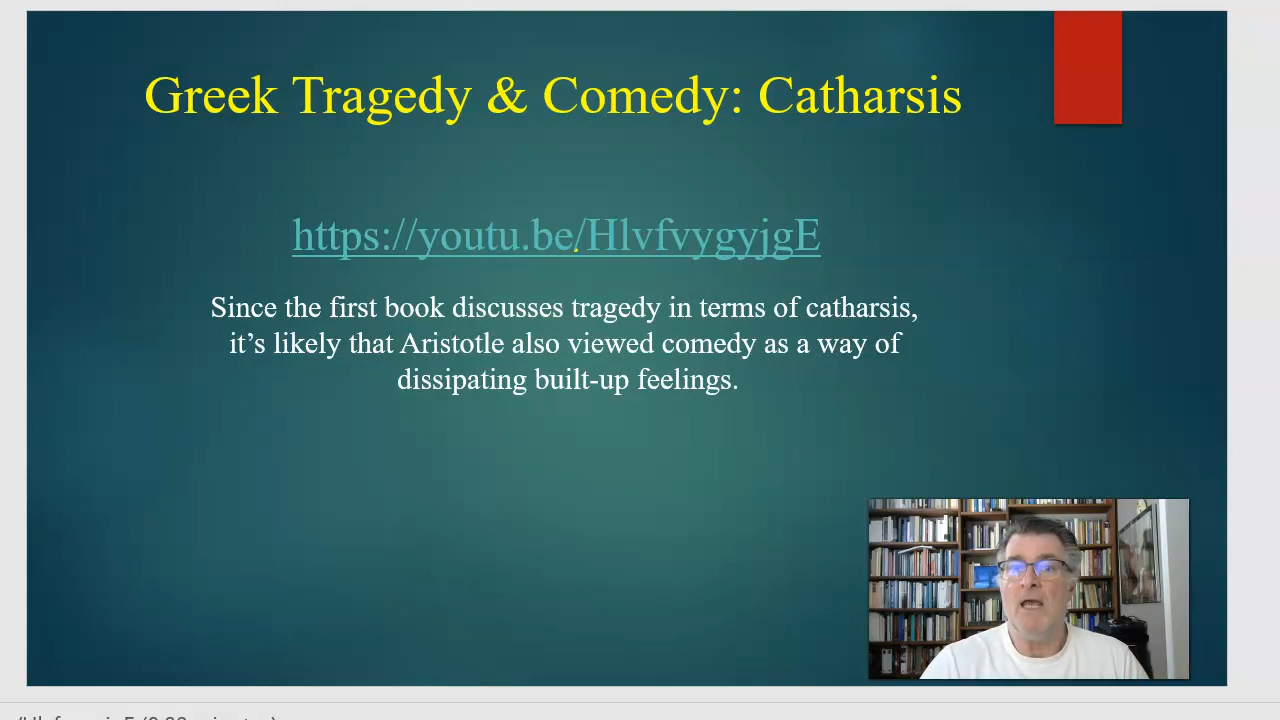 Greek Tragedy & Comedy: Catharsis
https://youtu.be/HlvfvygyjgE
Since the first book discusses tragedy in terms of catharsis,
it’s likely that Aristotle also viewed comedy as a way of
dissipating built-up feelings.